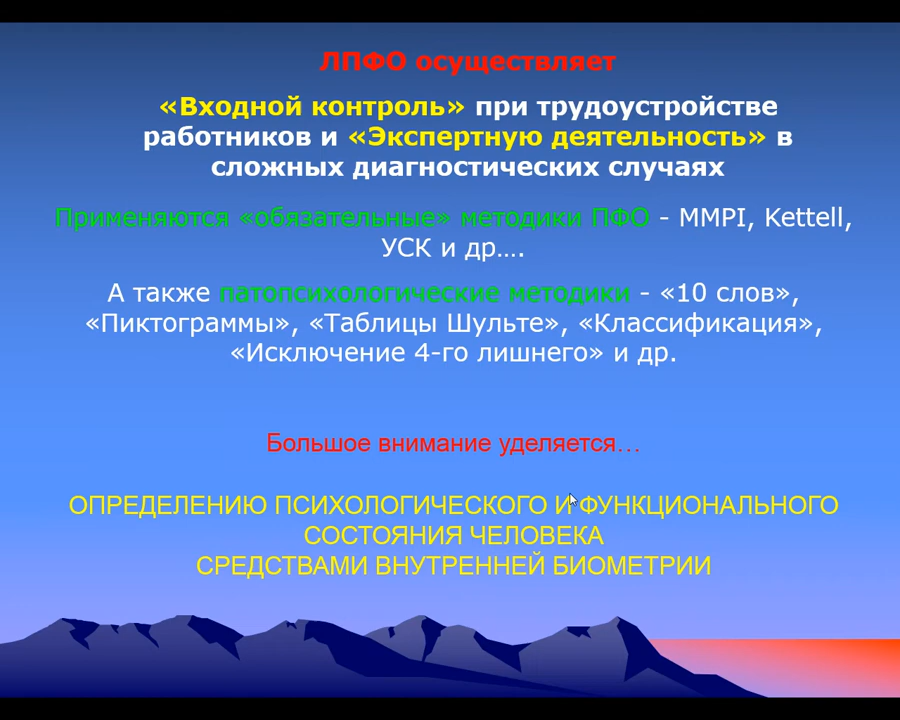 ЛПФО осуществляет
«Входной контроль» при трудоустройстве
работников и «Экспертную деятельность» в
сложных диагностических случаях
Применяются «обязательные» методики ПФО - MMPI, Kettell,
УСК и др….
А также патопсихологические методики - «10 слов»,
«Пиктограммы», «Таблицы Шульте», «Классификация»,
«Исключение 4-го лишнего» и др.
Большое внимание уделяется…
ОПРЕДЕЛЕНИЮ ПСИХОЛОГИЧЕСКОГО И ФУНКЦИОНАЛЬНОГО
СОСТОЯНИЯ ЧЕЛОВЕКА
СРЕДСТВАМИ ВНУТРЕННЕЙ БИОМЕТРИИ